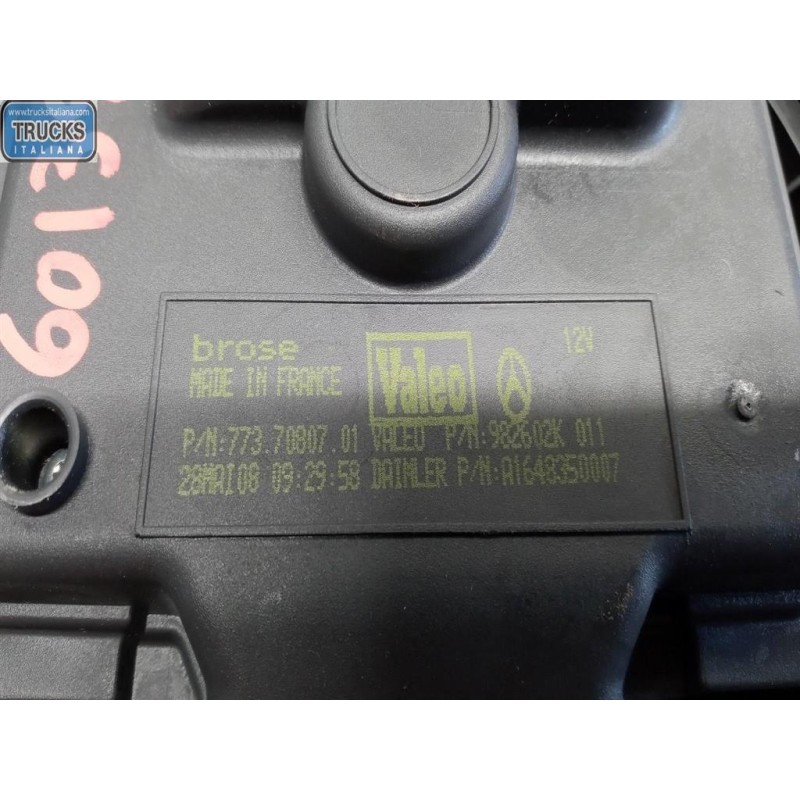 www.trucksitaliana.com
TRUCKS
ITALIANA
60139
brose
MADE IN FRANCE
Valeo
12V
P/N:773.70807.01 VALEO P/N:982602K 011
28MAI08 09:29:58 DAIMLER P/N:A1648350007